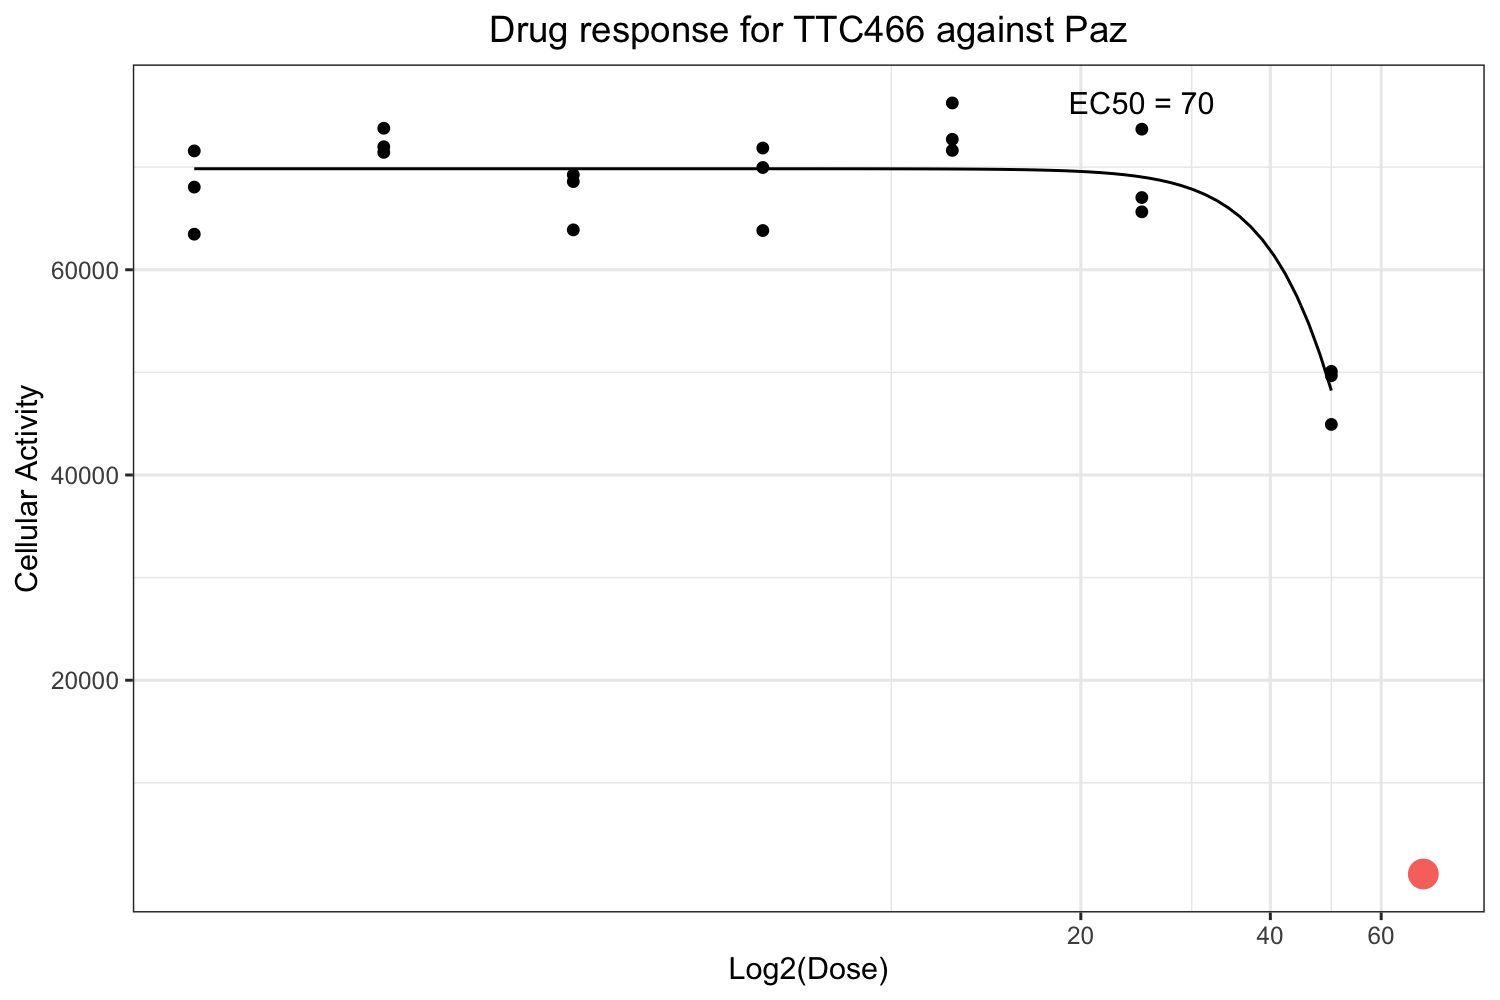 Drug response for TTC466 against Paz
EC50 = 70
60000
40000
20000
Cellular Activity
20
40
60
Log2(Dose)